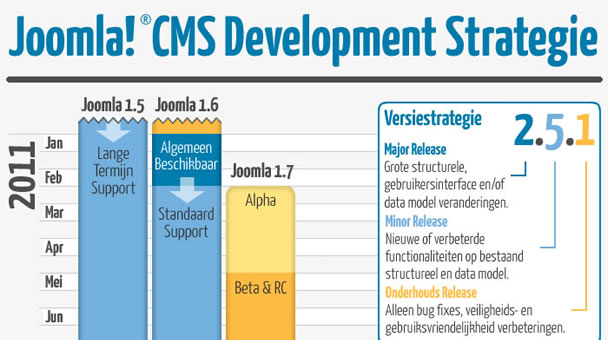 Joomla!® CMS Development Strategie
Joomla 1.5
Joomla 1.6
Joomla 1.7
2011
Jan
Feb
Mar
Apr
Mei
Jun
Lange
Termijn
Support
Algemeen
Beschikbaar
Standaard
Support
Alpha
Beta & RC
Versiestrategie
2.5.1
Major Release
Grote structurele,
gebruikersinterface en/of
data model veranderingen.
Minor Release
Nieuwe of verbeterde
functionaliteiten op bestaand
structureel en data model.
Onderhouds Release
Alleen bug fixes, veiligheids- en
gebruiksvriendelijkheid verbeteringen.